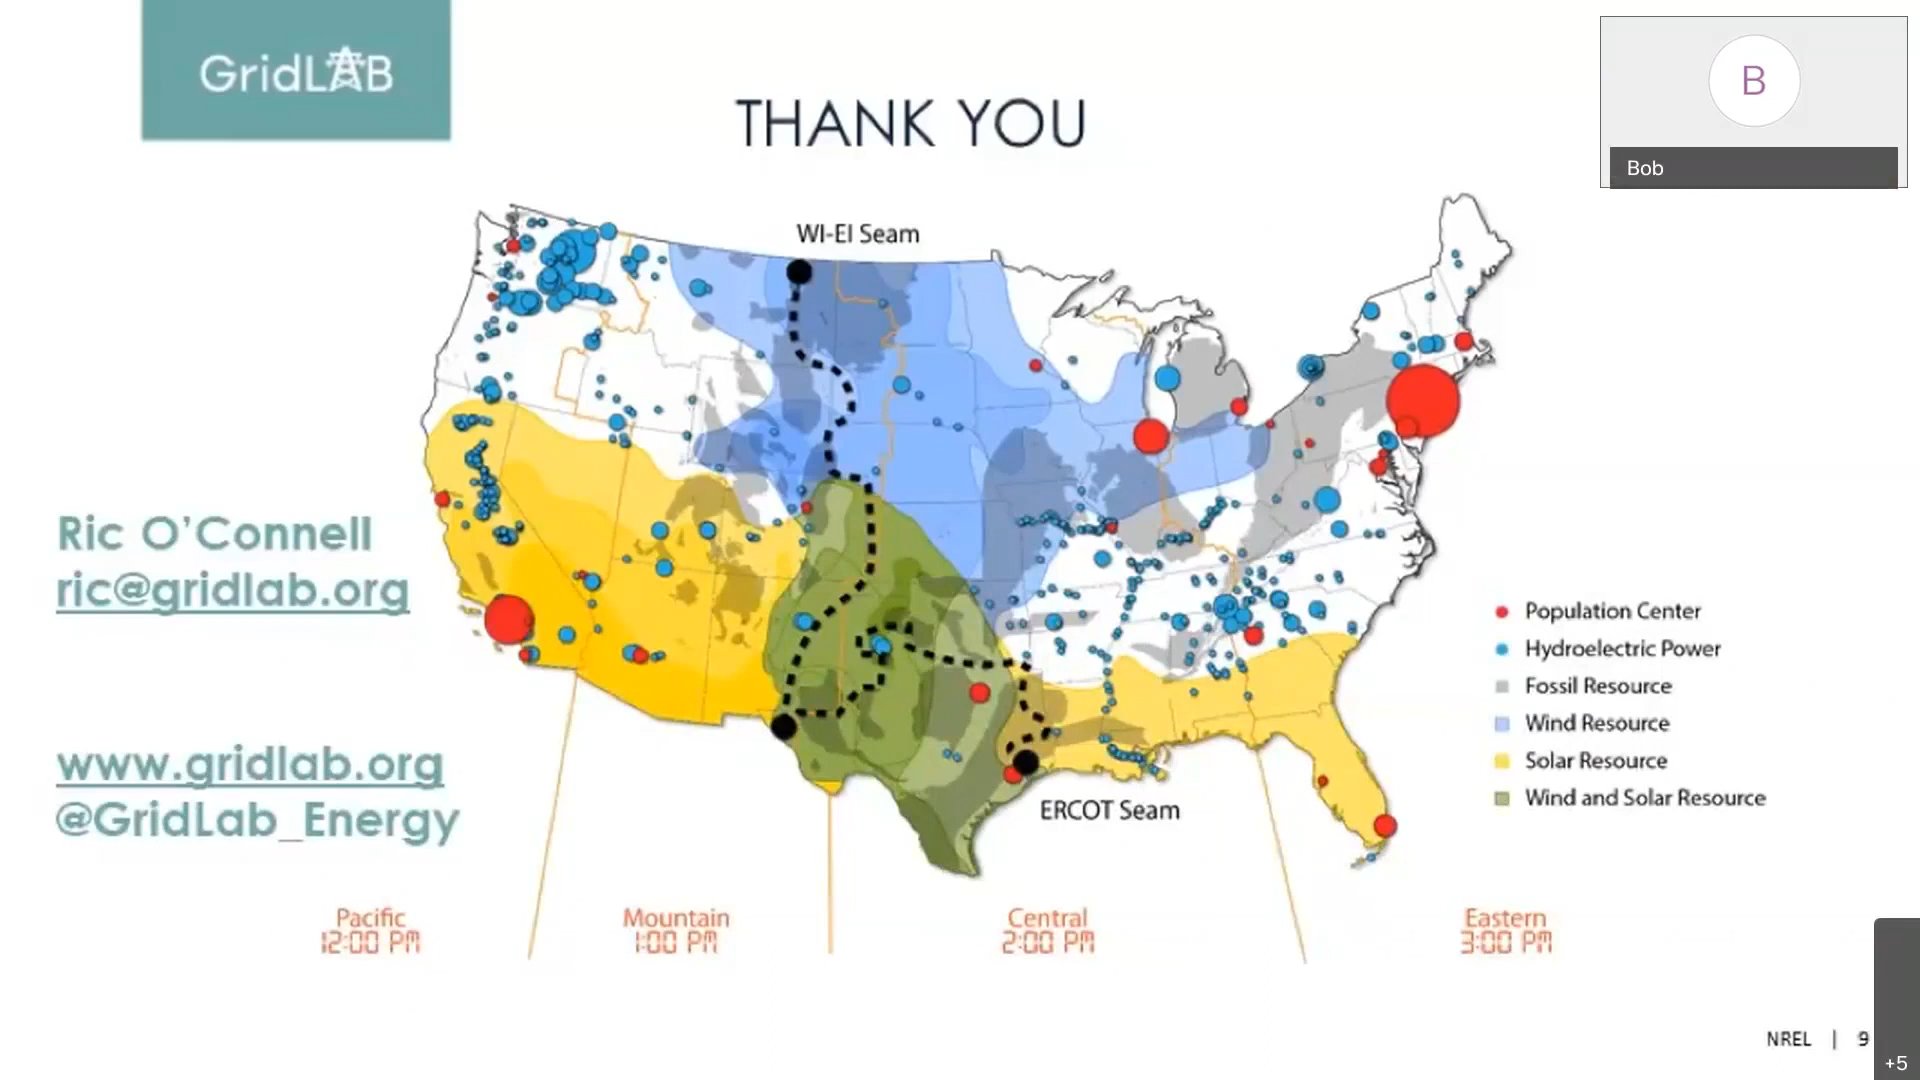 GridLAB
THANK YOU
B
Bob
WI-EI Seam
Ric O'Connell
ric@gridlab.org
www.gridlab.org
@GridLab_Energy
Population Center
Hydroelectric Power
Fossil Resource
Wind Resource
Solar Resource
Wind and Solar Resource
ERCOT Seam
Pacific
12:00 PM
Mountain
1:00 PM
Central
2:00 PM
Eastern
3:00 PM
NREL | 9
+5